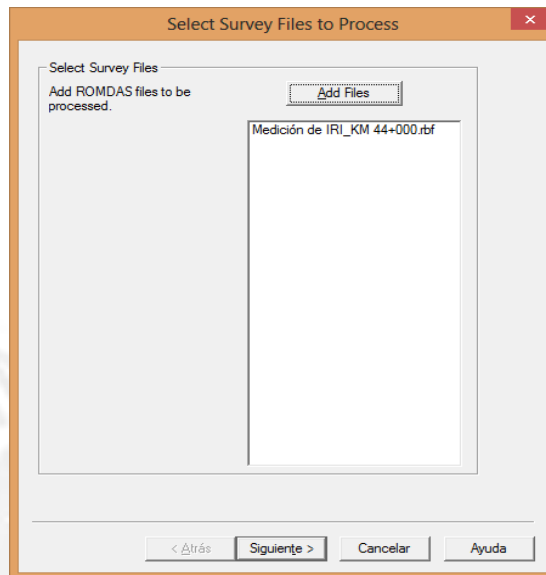 Select Survey Files to Process
x
Select Survey Files
Add ROMDAS files to be
processed.
Add Files
Medición de IRI_KM 44+000.rbf
< Atrás
Siguiente >
Cancelar
Ayuda